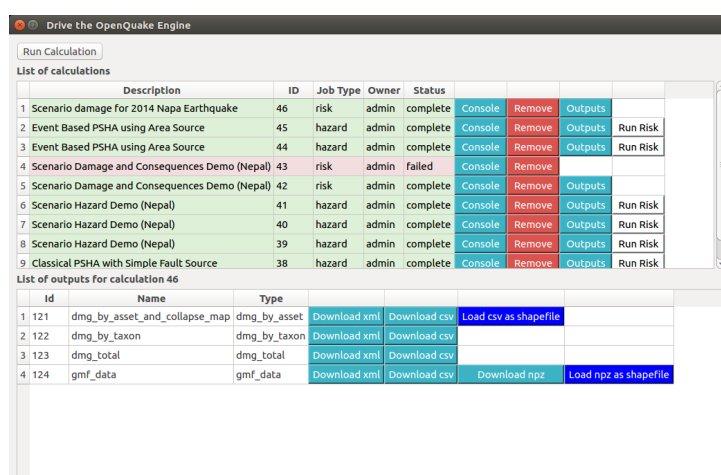 Drive the OpenQuake Engine
Run Calculation
List of calculations
Description ID Job Type Owner Status
1 Scenario damage for 2014 Napa Earthquake 46 risk admin complete Console Remove Outputs
2 Event Based PSHA using Area Source 45 hazard admin complete Console Remove Outputs Run Risk
3 Event Based PSHA using Area Source 44 hazard admin complete Console Remove Outputs Run Risk
4 Scenario Damage and Consequences Demo (Nepal) 43 risk admin failed Console Remove
5 Scenario Damage and Consequences Demo (Nepal) 42 risk admin complete Console Remove Outputs
6 Scenario Hazard Demo (Nepal) 41 hazard admin complete Console Remove Outputs Run Risk
7 Scenario Hazard Demo (Nepal) 40 hazard admin complete Console Remove Outputs Run Risk
8 Scenario Hazard Demo (Nepal) 39 hazard admin complete Console Remove Outputs Run Risk
9 Classical PSHA with Simple Fault Source 38 hazard admin complete Console Remove Outputs Run Risk
List of outputs for calculation 46
Id Name Type
1 121 dmg_by_asset_and_collapse_map dmg_by_asset Download xml Download csv Load csv as shapefile
2 122 dmg_by_taxon dmg_by_taxon Download xml Download csv
3 123 dmg_total dmg_total Download xml Download csv
4 124 gmf_data gmf_data Download xml Download csv Download npz Load npz as shapefile